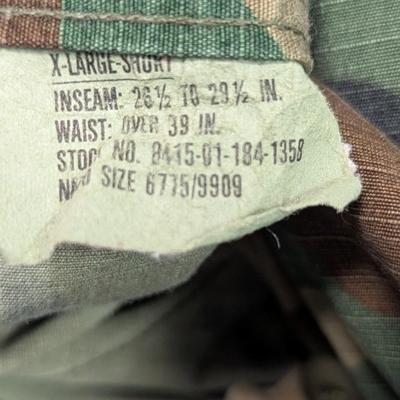 X-LARGE-SHORT
INSEAM: 26½ TO 29½ IN.
WAIST: OVER 39 IN.
STOC NO. 8415-01-184-1358
SIZE 6775/9909